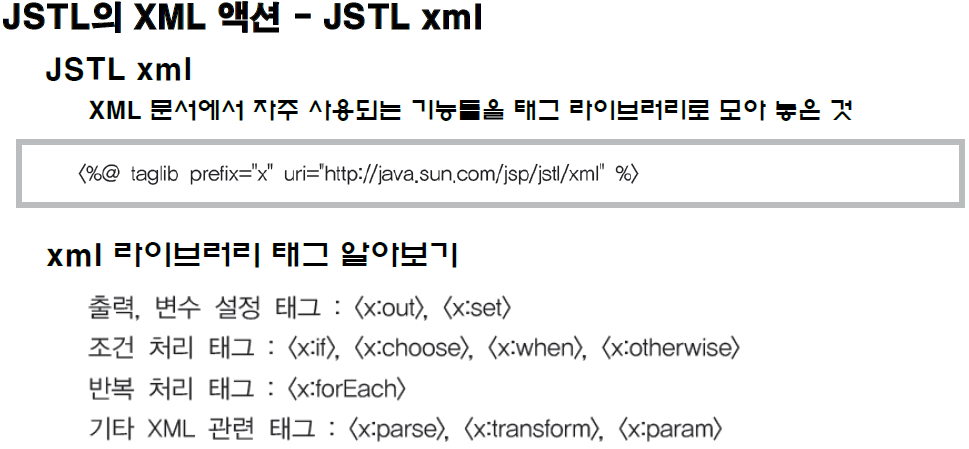 JSTL의 XML 액션 - JSTL xml
JSTL xml
XML 문서에서 자주 사용되는 기능들을 태그 라이브러리로 모아 놓은 것
<%@ taglib prefix="x" uri="http://java.sun.com/jsp/jstl/xml" %>
xml 라이브러리 태그 알아보기
출력, 변수 설정 태그 : <x:out>, <x:set>
조건 처리 태그 : <x:if>, <x:choose>, <x:when>, <x:otherwise>
반복 처리 태그 : <x:forEach>
기타 XML 관련 태그 : <x:parse>, <x:transform>, <x:param>